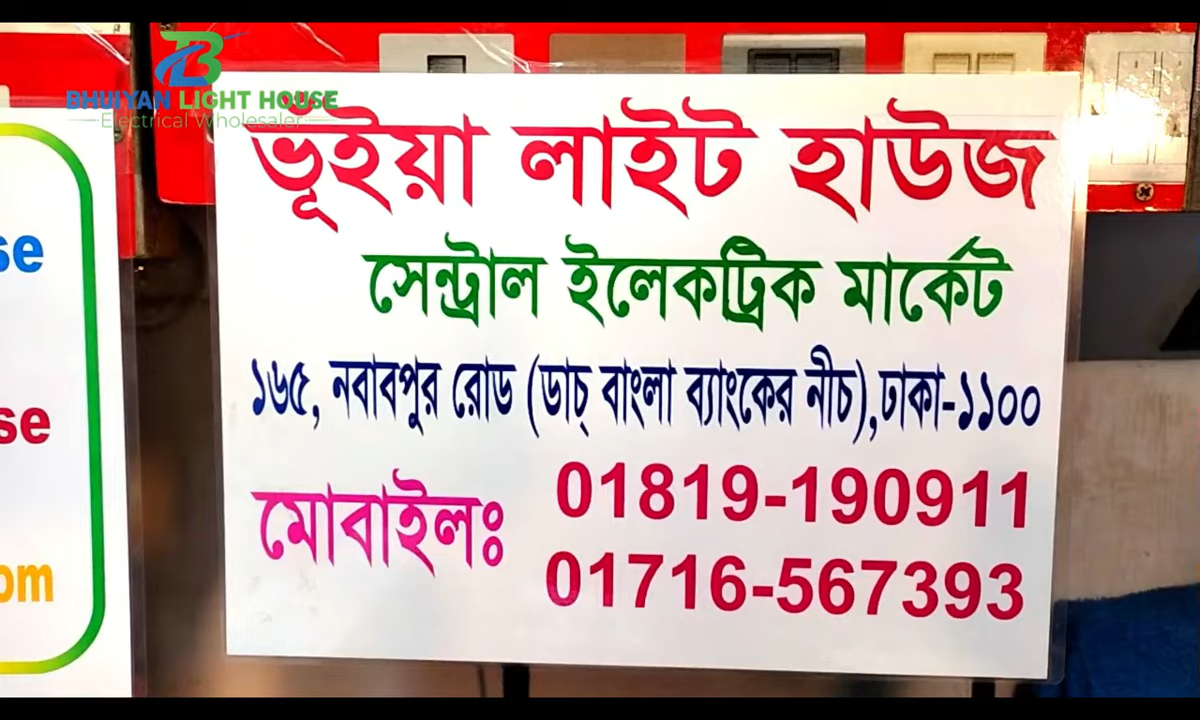 BHUIYAN LIGHT HOUSE
Electrical Wholesaler
ভূঁইয়া লাইট হাউজ
সেন্ট্রাল ইলেকট্রিক মার্কেট
১৬৫, নবাবপুর রোড (ডাচ্ বাংলা ব্যাংকের নীচ),ঢাকা-১১০০
মোবাইলঃ 01819-190911
01716-567393
se
se
om